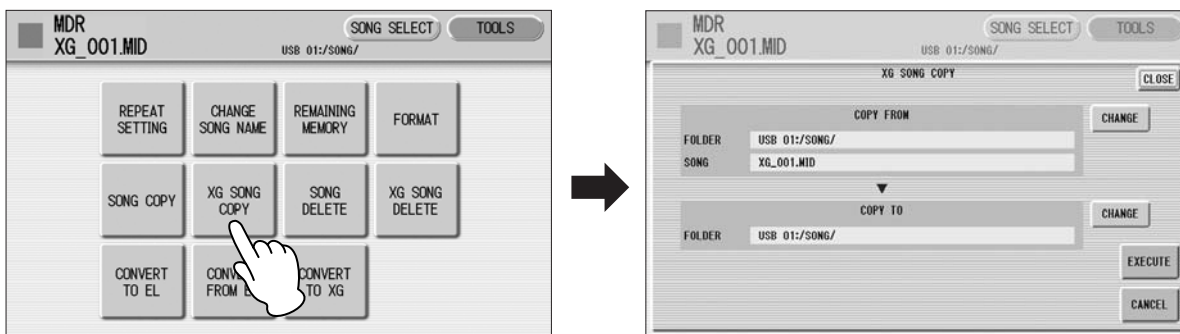 MDR
XG_001.MID
SONG SELECT
TOOLS
USB 01:/SONG/
REPEAT
SETTING
CHANGE
SONG NAME
REMAINING
MEMORY
FORMAT
SONG COPY
XG SONG
COPY
SONG
DELETE
XG SONG
DELETE
CONVERT
TO EL
FROM
CONVERT
TO XG
MDR
XG_001.MID
SONG SELECT
TOOLS
USB 01:/SONG/
XG SONG COPY
CLOSE
COPY FROM
CHANGE
FOLDER USB 01:/SONG/
SONG XG_001.MID
▼
COPY TO
CHANGE
FOLDER USB 01:/SONG/
EXECUTE
CANCEL